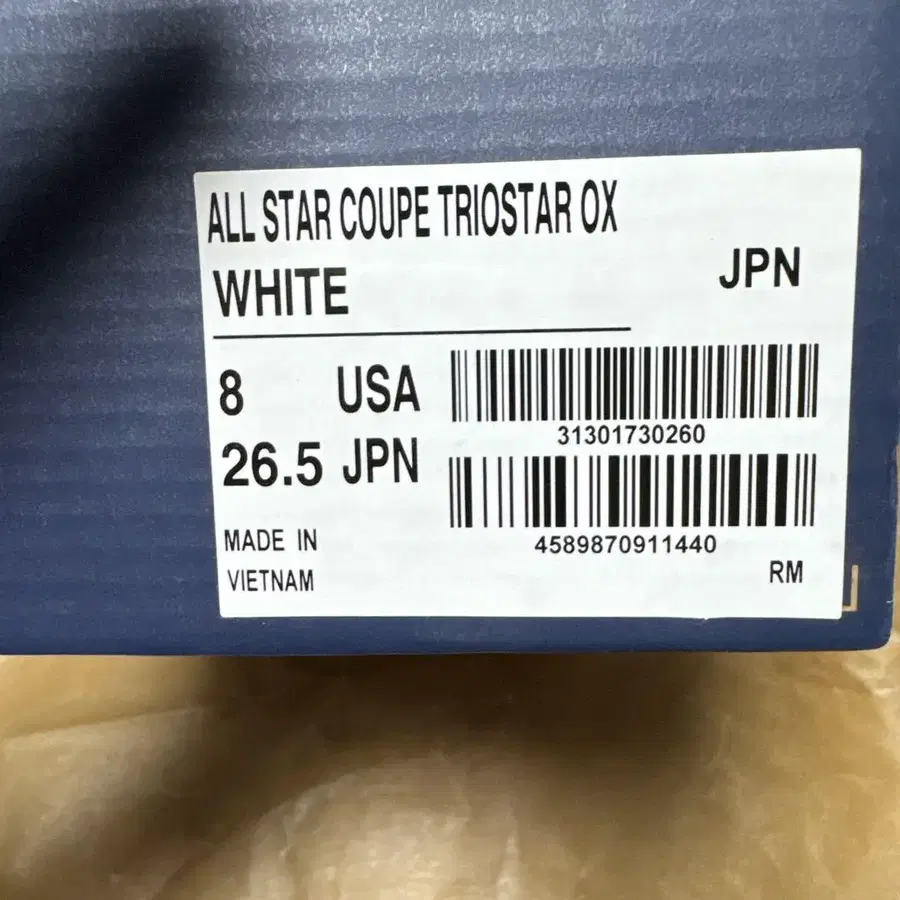 ALL STAR COUPE TRIOSTAR OX
WHITE
JPN
8 USA
31301730260
26.5 JPN
4589870911440
MADE IN
VIETNAM
RM